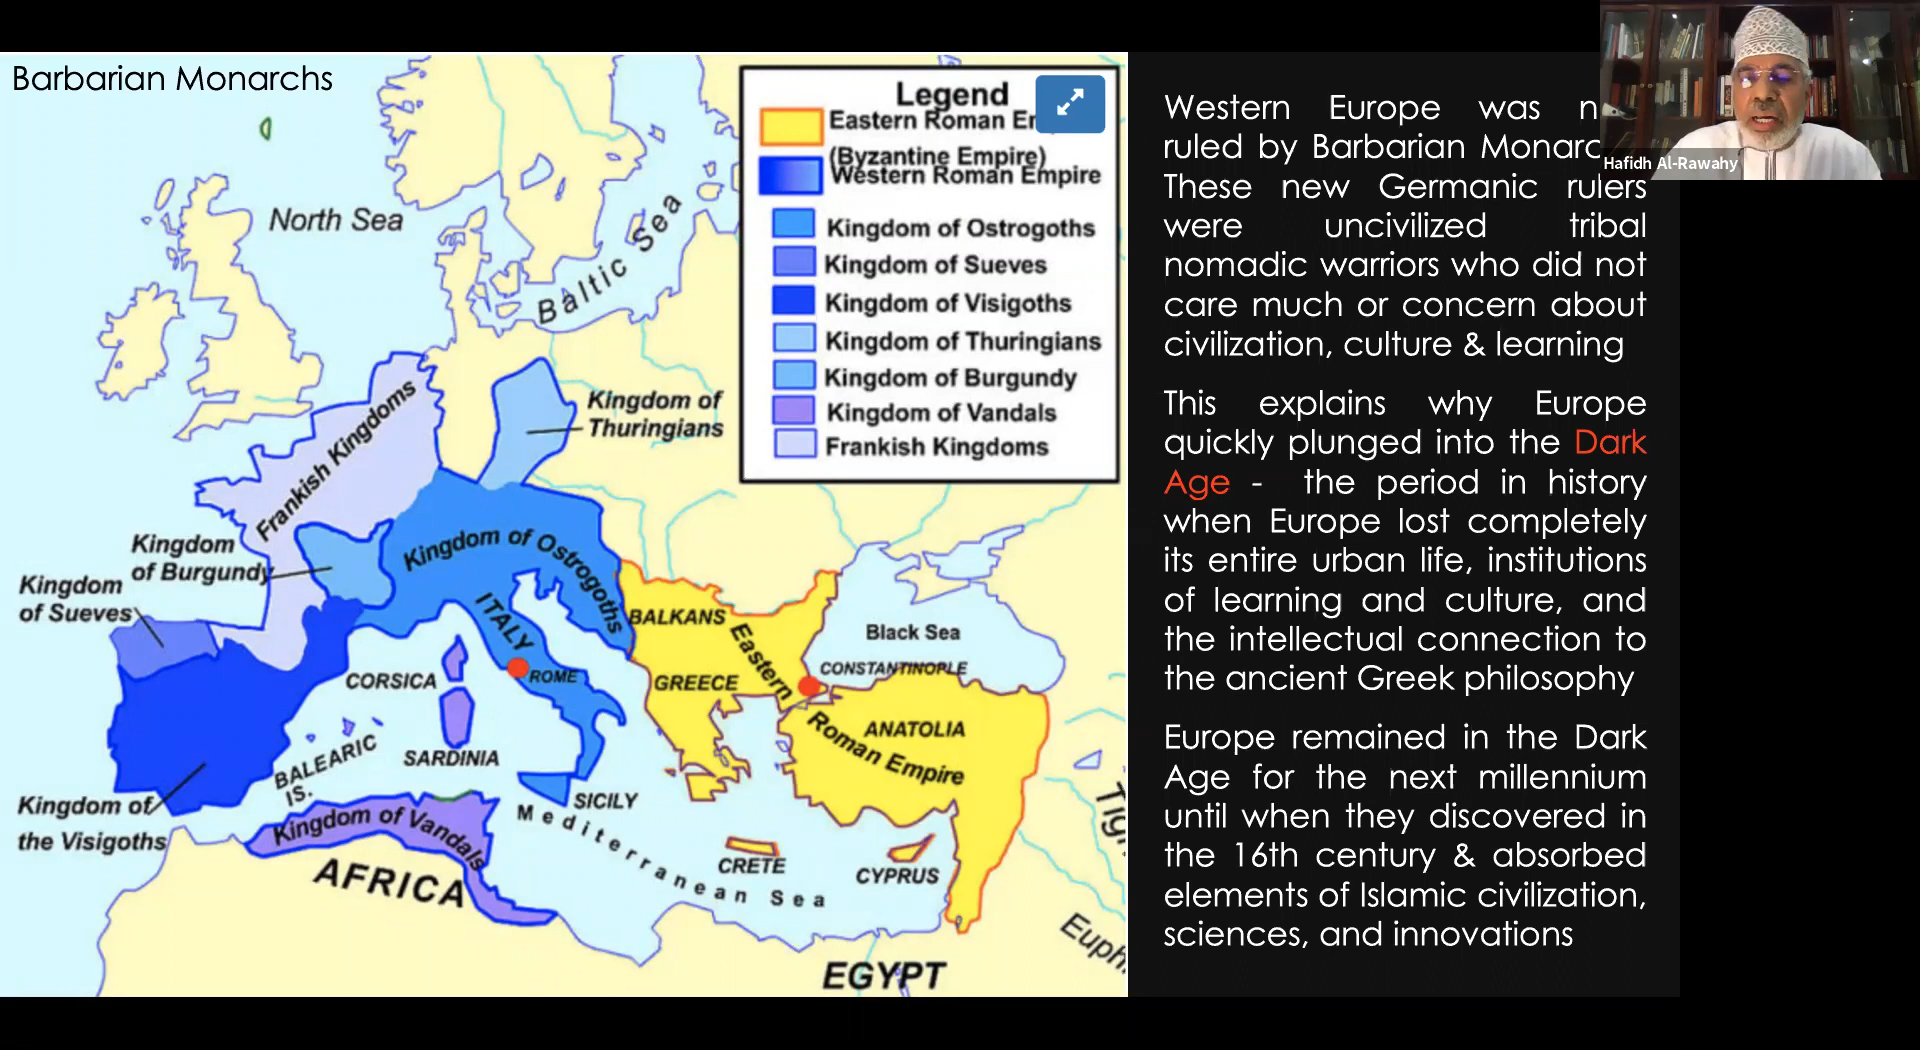 Barbarian Monarchs
Legend
Eastern Roman
(Byzantine Empire)
Western Roman Empire
Kingdom of Ostrogoths
Kingdom of Sueves
Kingdom of Visigoths
Kingdom of Thuringians
Kingdom of Burgundy
Kingdom of Vandals
Frankish Kingdoms
North Sea
Baltic Sea
Kingdom of
Thuringians
Frankish Kingdoms
Kingdom
of Burgundy
Kingdom
of Sueves
Kingdom of Ostrogoths
ITALY
ROME
BALKANS
GREECE
Eastern
Roman Empire
Black Sea
CONSTANTINOPLE
ANATOLIA
CORSICA
SARDINIA
BALEARIC
IS.
SICILY
Mediterranean Sea
CRETE
CYPRUS
Kingdom of
the Visigoths
Kingdom of Vandals
AFRICA
EGYPT
Western Europe was
ruled by Barbarian
These new Germanic rulers
were uncivilized tribal
nomadic warriors who did not
care much or concern about
civilization, culture & learning
This explains why Europe
quickly plunged into the Dark
Age - the period in history
when Europe lost completely
its entire urban life, institutions
of learning and culture, and
the intellectual connection to
the ancient Greek philosophy
Europe remained in the Dark
Age for the next millennium
until when they discovered in
the 16th century & absorbed
elements of Islamic civilization,
sciences, and innovations
Hafidh Al-Rawahy